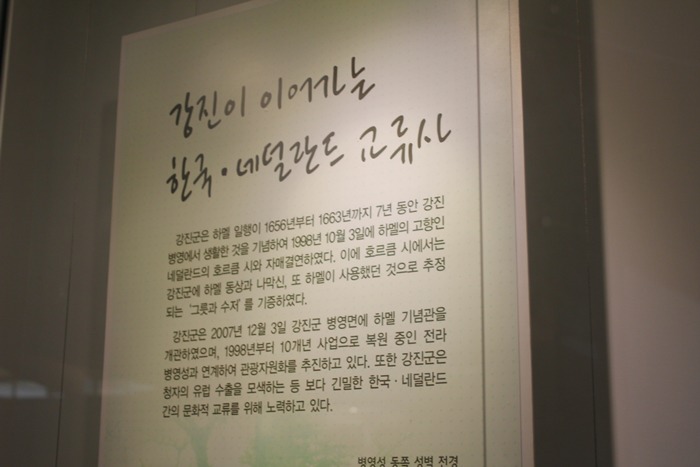 강진이 이어가는
한국·네덜란드 교류사
강진군은 하멜 일행이 1656년부터 1663년까지 7년 동안 강진
병영에서 생활한 것을 기념하여 1998년 10월 3일에 하멜의 고향인
네덜란드의 호르큼 시와 자매결연하였다. 이에 호르큼 시에서는
강진군에 하멜 동상과 나막신, 또 하멜이 사용했던 것으로 추정
되는 '그릇과 수저'를 기증하였다.
강진군은 2007년 12월 3일 강진군 병영면에 하멜 기념관을
개관하였으며, 1998년부터 10개년 사업으로 복원 중인 전라
병영성과 연계하여 관광자원화를 추진하고 있다. 또한 강진군은
청자의 유럽 수출을 모색하는 등 보다 긴밀한 한국·네덜란드
간의 문화적 교류를 위해 노력하고 있다.
병영성 동쪽 성벽 전경